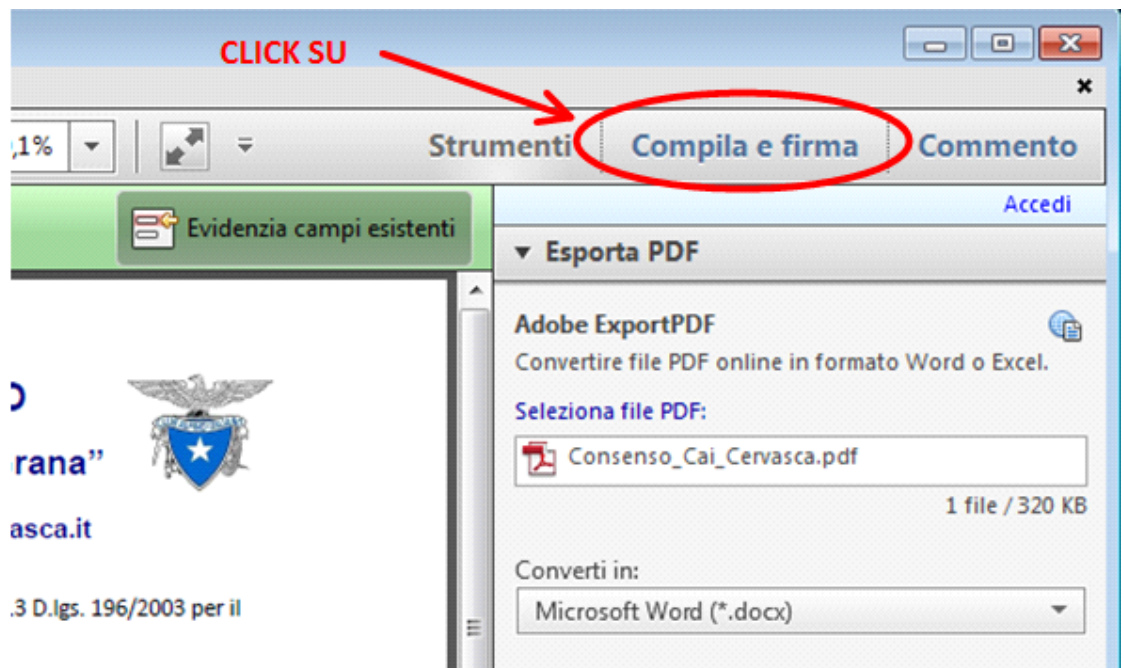 CLICK SU
,1%
Strumenti
Compila e firma
Commento
Evidenzia campi esistenti
Accedi
Esporta PDF
Adobe ExportPDF
Convertire file PDF online in formato Word o Excel.
Seleziona file PDF:
Consenso_Cai_Cervasca.pdf
1 file / 320 KB
Converti in:
Microsoft Word (*.docx)
O
rana”
asca.it
.3 D.lgs. 196/2003 per il